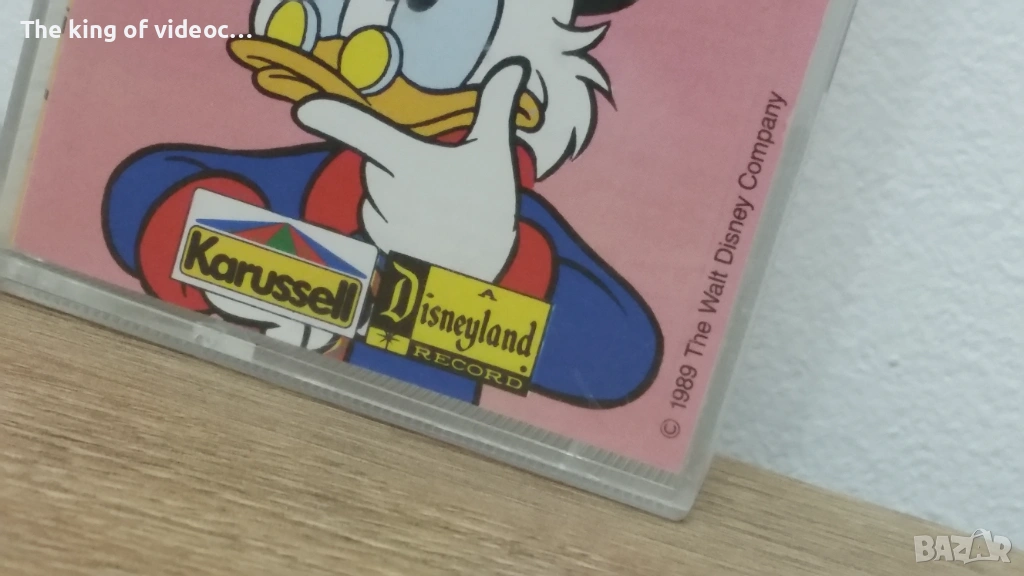 The king of videoc...
Karussell
A
Disneyland
RECORD
© 1989 The Walt Disney Company
BAZAR